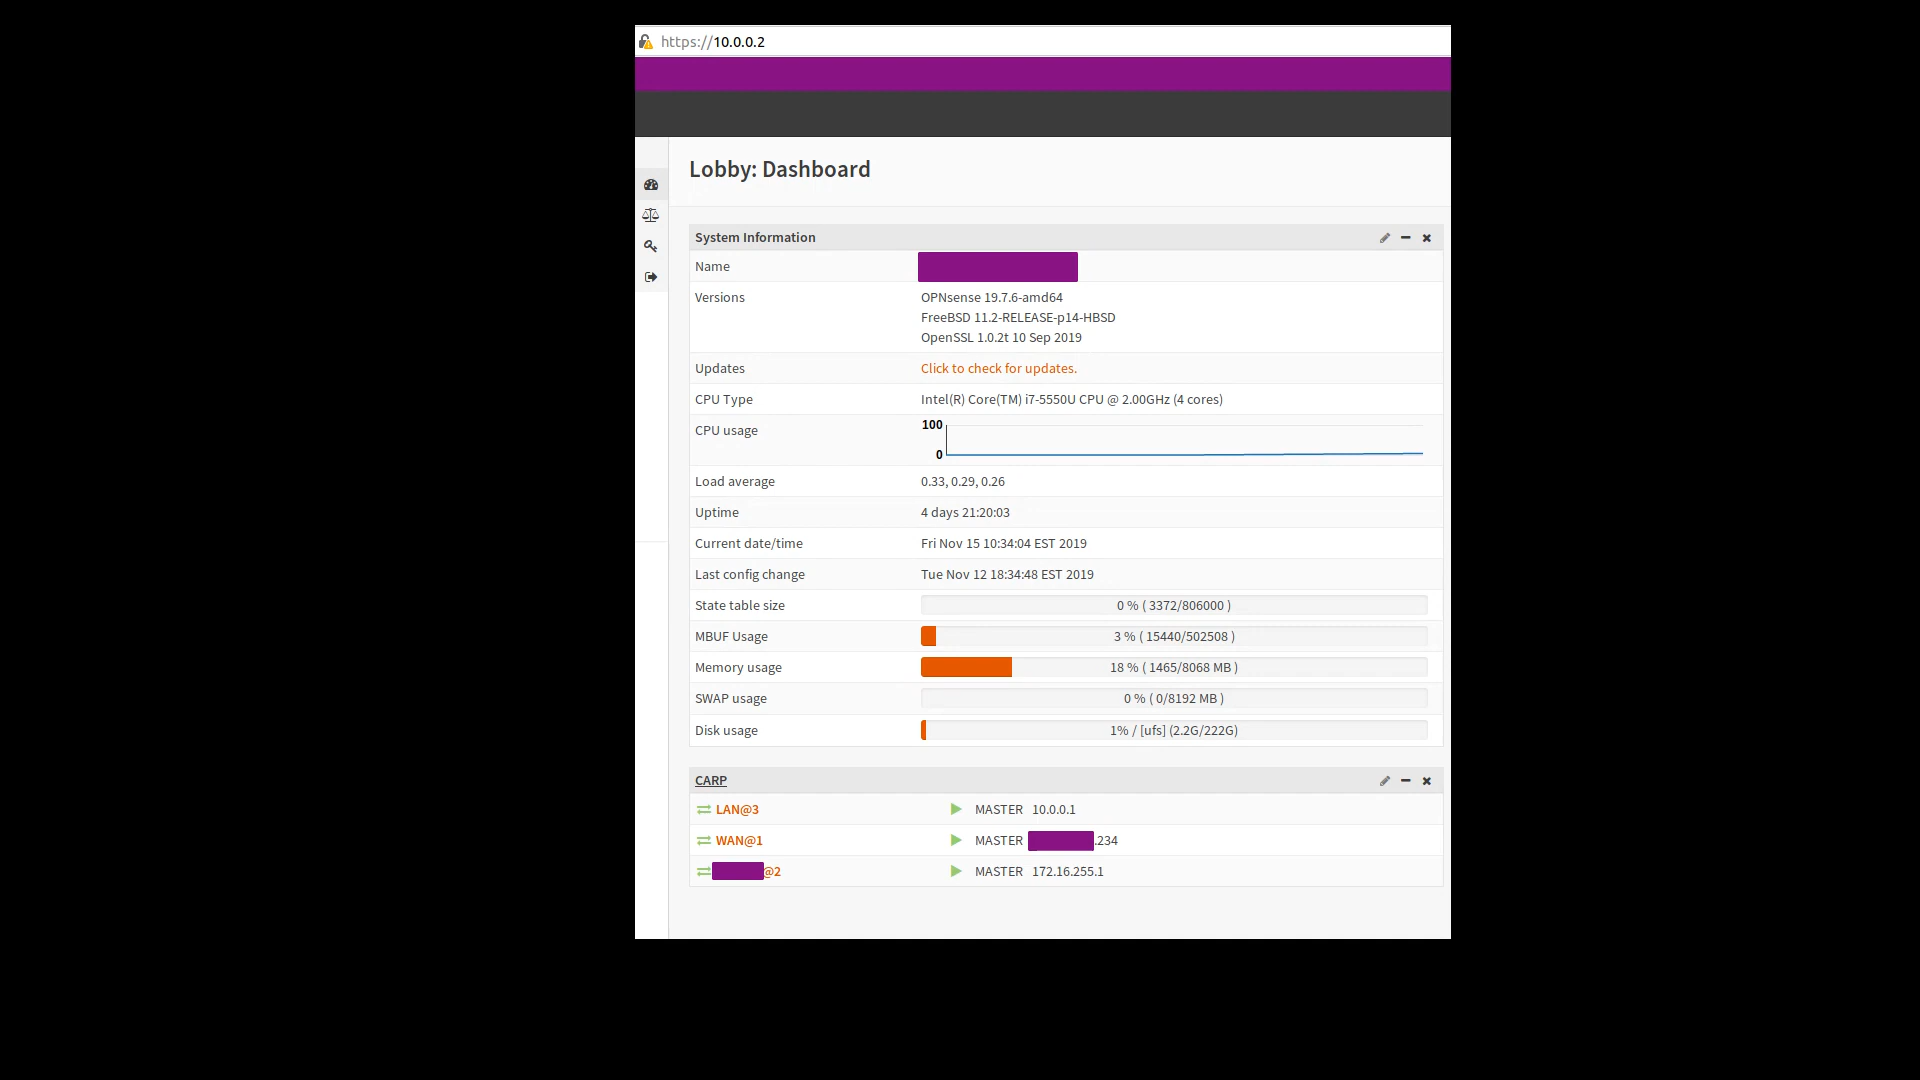 https://10.0.0.2
Lobby: Dashboard
System Information
Name
Versions OPNsense 19.7.6-amd64
FreeBSD 11.2-RELEASE-p14-HBSD
OpenSSL 1.0.2t 10 Sep 2019
Updates Click to check for updates.
CPU Type Intel(R) Core(TM) i7-5550U CPU @ 2.00GHz (4 cores)
CPU usage 100
0
Load average 0.33, 0.29, 0.26
Uptime 4 days 21:20:03
Current date/time Fri Nov 15 10:34:04 EST 2019
Last config change Tue Nov 12 18:34:48 EST 2019
State table size 0 % ( 3372/806000 )
MBUF Usage 3 % ( 15440/502508 )
Memory usage 18 % ( 1465/8068 MB )
SWAP usage 0 % ( 0/8192 MB )
Disk usage 1% / [ufs] (2.2G/222G)
CARP
LAN@3 MASTER 10.0.0.1
WAN@1 MASTER .234
@2 MASTER 172.16.255.1